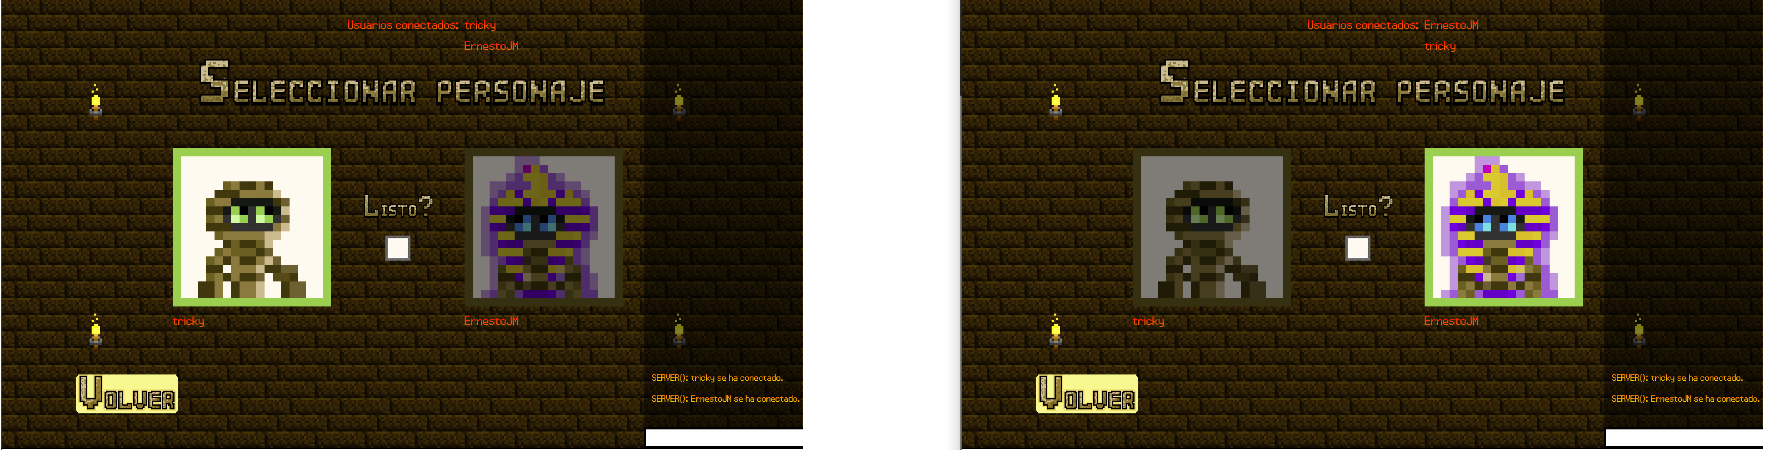 Usuarios conectados: tricky
ErnestoJM
SELECCIONAR PERSONAJE
LISTO?
tricky
ErnestoJM
VOLVER
SERVER(): tricky se ha conectado.
SERVER(): ErnestoJM se ha conectado.
Usuarios conectados: ErnestoJM
tricky
SELECCIONAR PERSONAJE
LISTO?
tricky
ErnestoJM
VOLVER
SERVER(): tricky se ha conectado.
SERVER(): ErnestoJM se ha conectado.